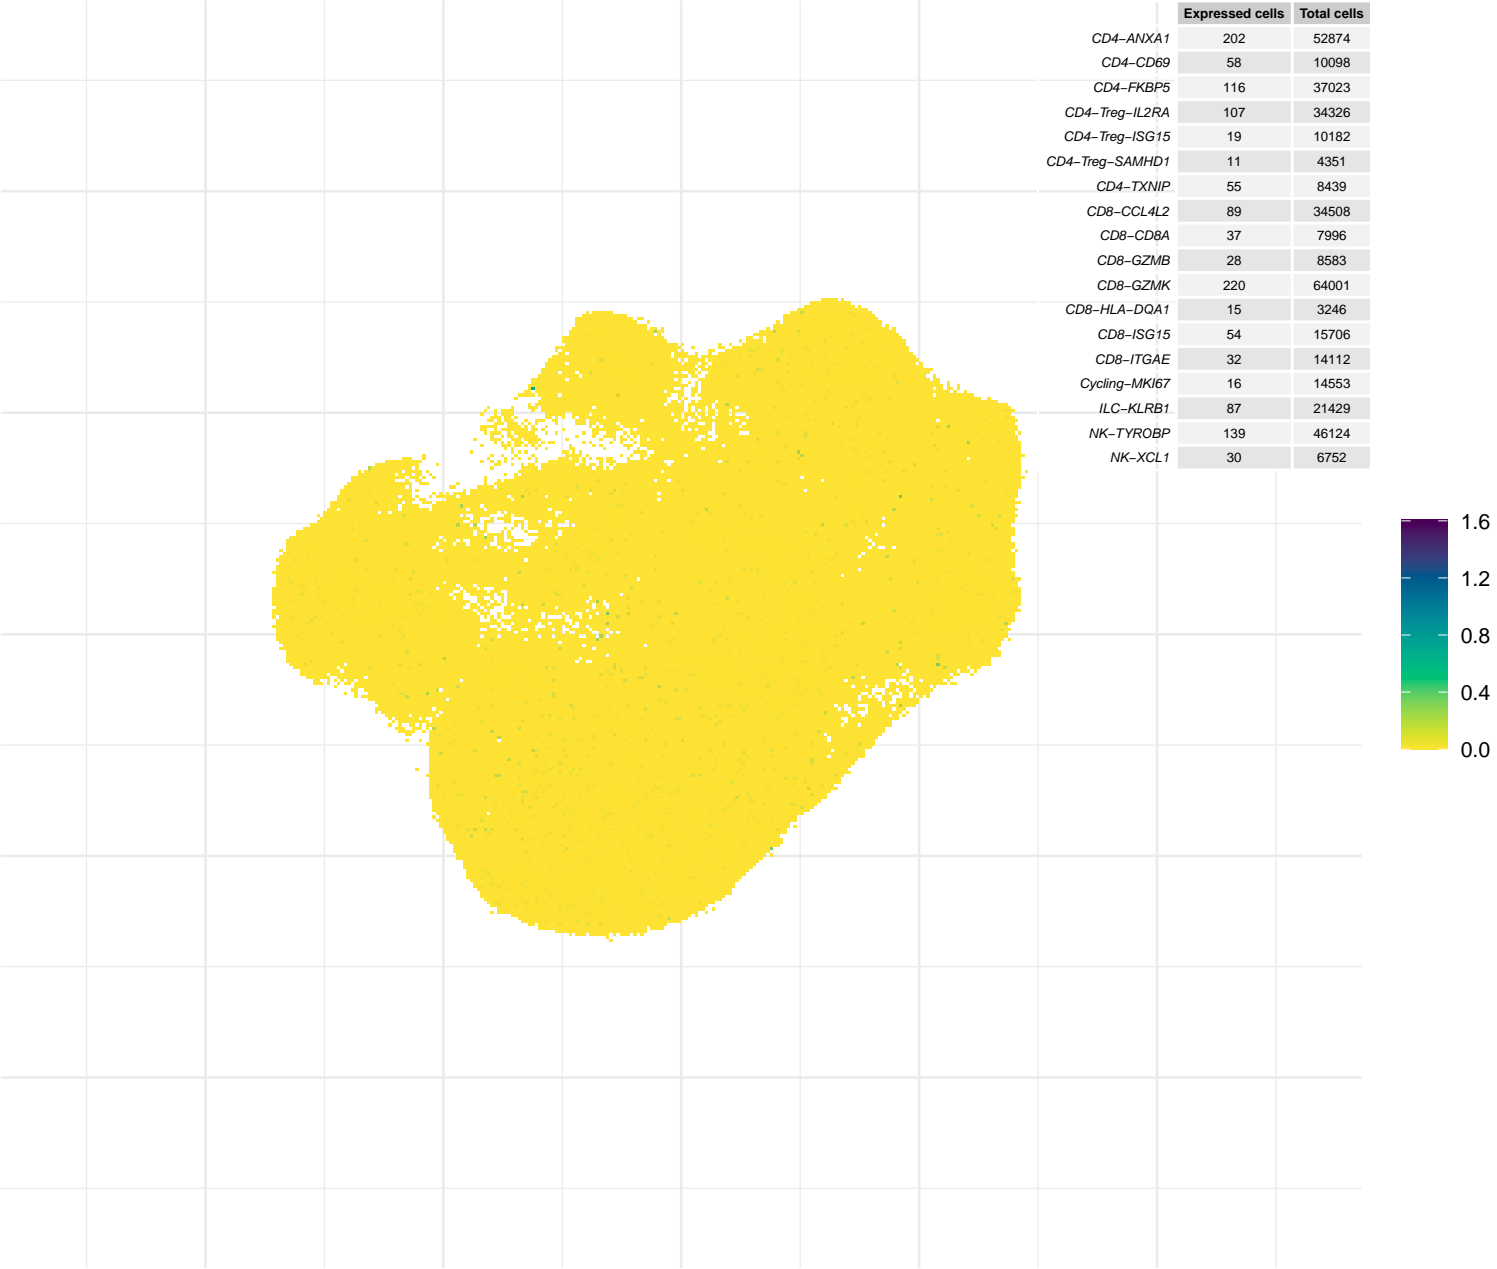 Expressed cells Total cells
CD4−ANXA1 202 52874
CD4−CD69 58 10098
CD4−FKBP5 116 37023
CD4−Treg−IL2RA 107 34326
CD4−Treg−ISG15 19 10182
CD4−Treg−SAMHD1 11 4351
CD4−TXNIP 55 8439
CD8−CCL4L2 89 34508
CD8−CD8A 37 7996
CD8−GZMB 28 8583
CD8−GZMK 220 64001
CD8−HLA−DQA1 15 3246
CD8−ISG15 54 15706
CD8−ITGAE 32 14112
Cycling−MKI67 16 14553
ILC−KLRB1 87 21429
NK−TYROBP 139 46124
NK−XCL1 30 6752
1.6
1.2
0.8
0.4
0.0